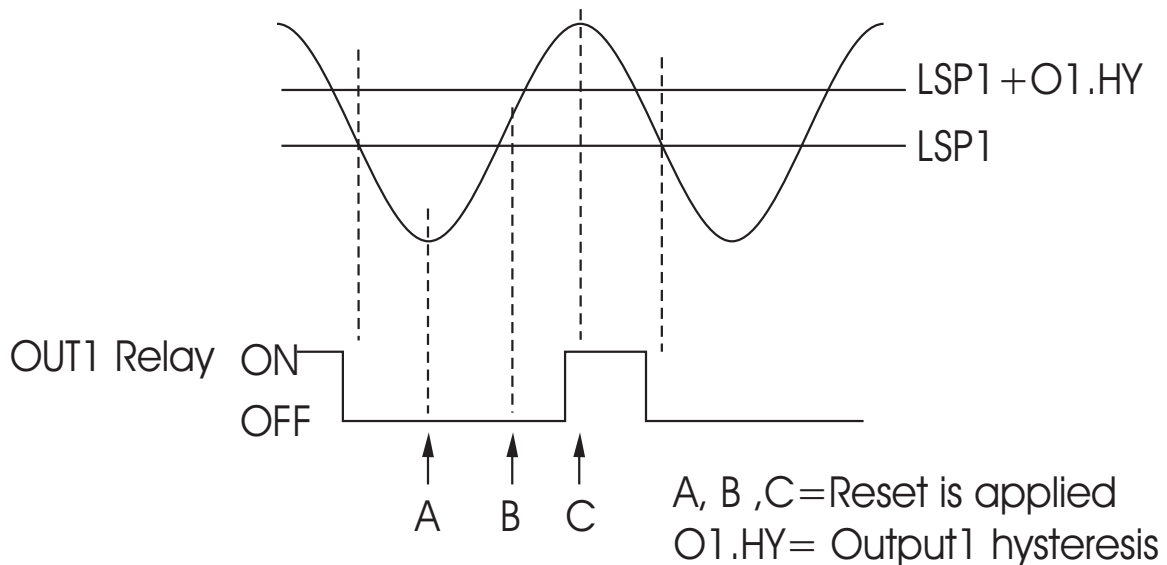 LSP1+O1.HY
LSP1
OUT1 Relay ON
OFF
A B C
A, B ,C=Reset is applied
O1.HY= Output1 hysteresis